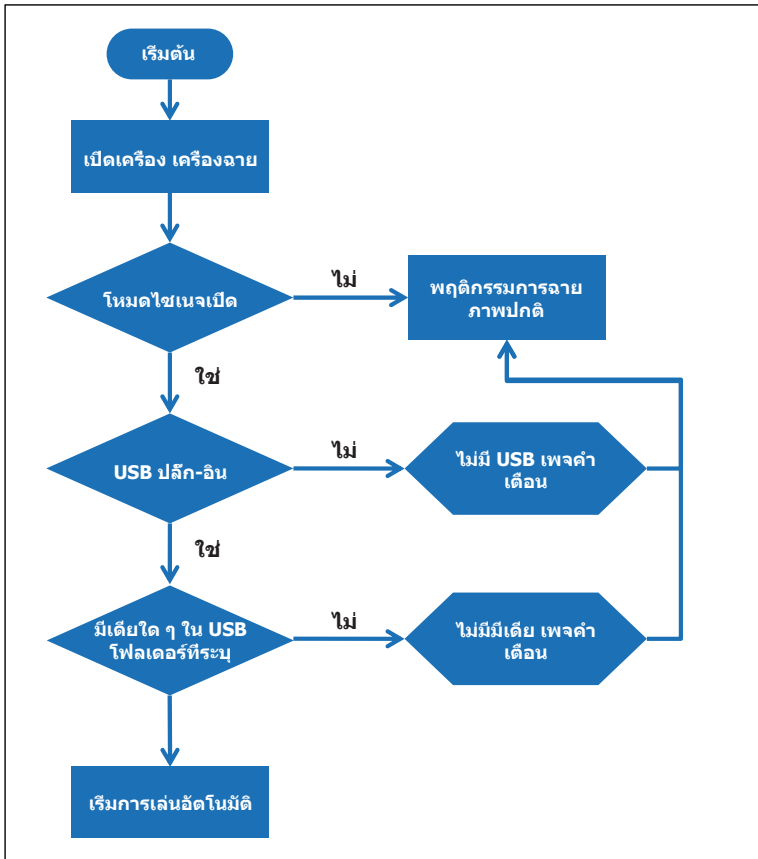 เริ่มต้น
เปิดเครื่อง เครื่องฉาย
โหมดไซเนจเปิด
ไม่
พฤติกรรมการฉาย
ภาพปกติ
ใช่
USB ปลั๊ก-อิน
ไม่
ไม่มี USB เพจคำ
เตือน
ใช่
มีเดียใด ๆ ใน USB
โฟลเดอร์ที่ระบุ
ไม่
ไม่มีมีเดีย เพจคำ
เตือน
เริ่มการเล่นอัตโนมัติ